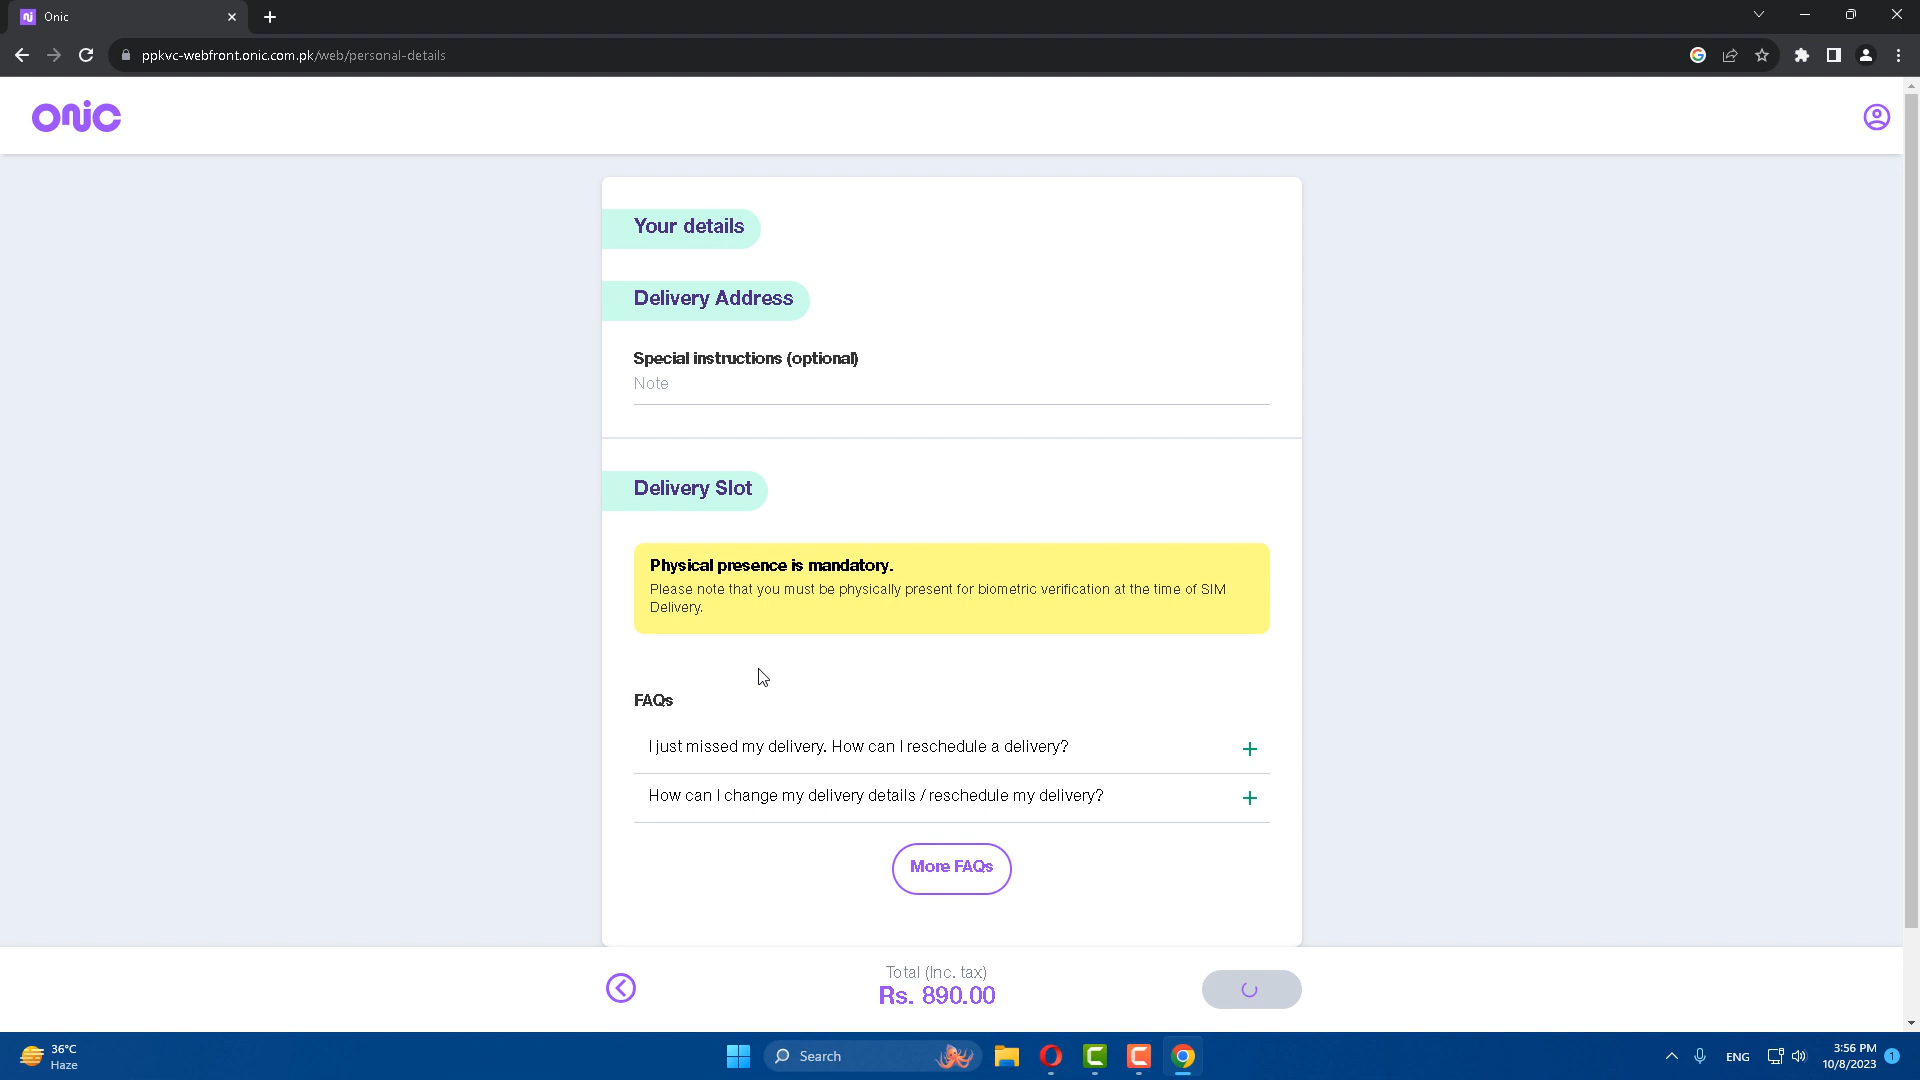 Onic
ppkvc-webfront.onic.com.pk/web/personal-details
onic
Your details
Delivery Address
Special instructions (optional)
Note
Delivery Slot
Physical presence is mandatory.
Please note that you must be physically present for biometric verification at the time of SIM
Delivery.
FAQs
I just missed my delivery. How can I reschedule a delivery?
How can I change my delivery details / reschedule my delivery?
More FAQs
Total (Inc. tax)
Rs. 890.00
36°C
Haze
Search
ENG
3:56 PM
10/8/2023
1